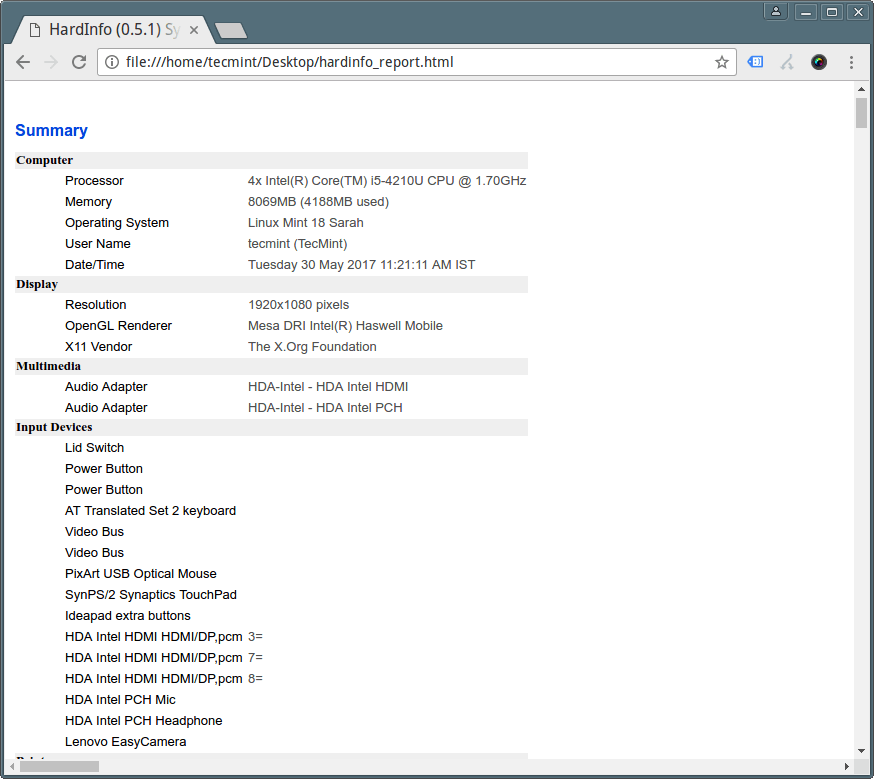 HardInfo (0.5.1) Sy
file:///home/tecmint/Desktop/hardinfo_report.html
Summary
Computer
Processor 4x Intel(R) Core(TM) i5-4210U CPU @ 1.70GHz
Memory 8069MB (4188MB used)
Operating System Linux Mint 18 Sarah
User Name tecmint (TecMint)
Date/Time Tuesday 30 May 2017 11:21:11 AM IST
Display
Resolution 1920x1080 pixels
OpenGL Renderer Mesa DRI Intel(R) Haswell Mobile
X11 Vendor The X.Org Foundation
Multimedia
Audio Adapter HDA-Intel - HDA Intel HDMI
Audio Adapter HDA-Intel - HDA Intel PCH
Input Devices
Lid Switch
Power Button
Power Button
AT Translated Set 2 keyboard
Video Bus
Video Bus
PixArt USB Optical Mouse
SynPS/2 Synaptics TouchPad
Ideapad extra buttons
HDA Intel HDMI HDMI/DP,pcm 3=
HDA Intel HDMI HDMI/DP,pcm 7=
HDA Intel HDMI HDMI/DP,pcm 8=
HDA Intel PCH Mic
HDA Intel PCH Headphone
Lenovo EasyCamera